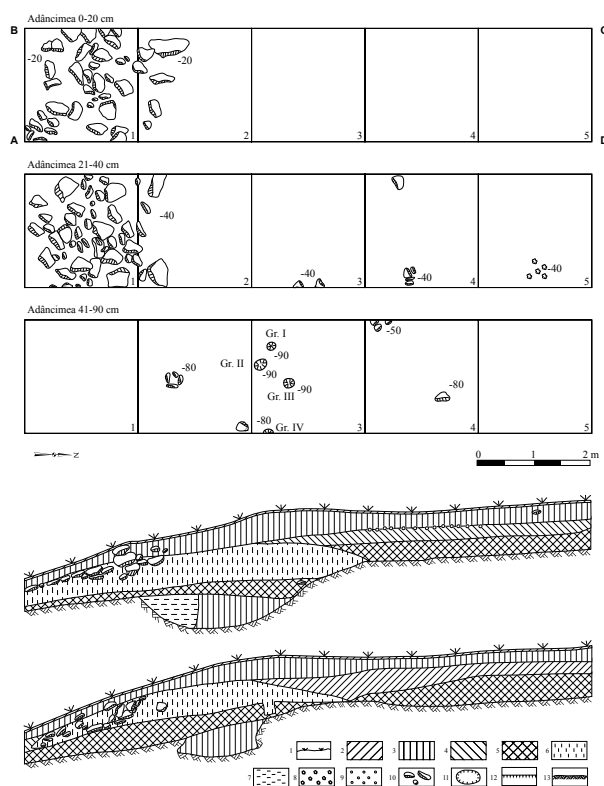 Adâncimea 0-20 cm
B C
-20 -20
1 2 3 4 5
A D
Adâncimea 21-40 cm
-40
-40 -40 -40
1 2 3 4 5
Adâncimea 41-90 cm
-50
Gr. I
-90
-80 Gr. II
-90
-90 -80
Gr. III
-80 Gr. IV
1 2 3 4 5
N
0 1 2 m
1 2 3 4 5 6
7 8 9 10 11 12 13